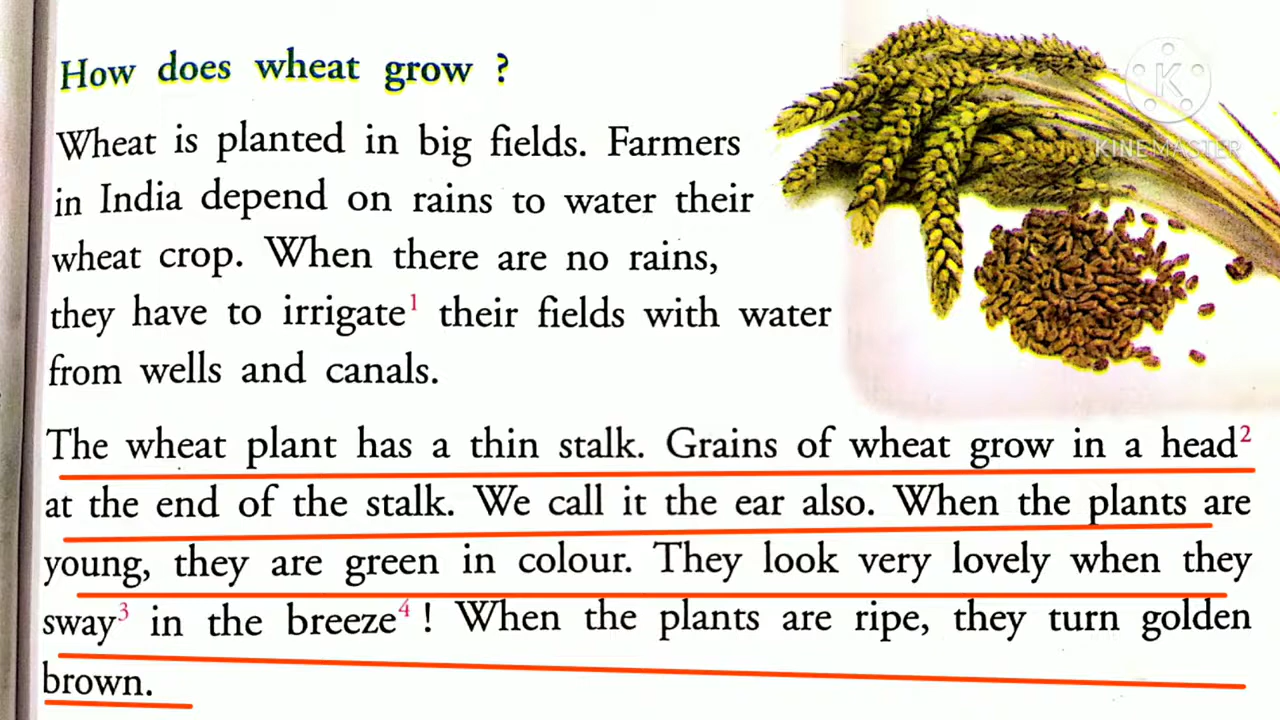 How does wheat grow ?
Wheat is planted in big fields. Farmers
in India depend on rains to water their
wheat crop. When there are no rains,
they have to irrigate¹ their fields with water
from wells and canals.
The wheat plant has a thin stalk. Grains of wheat grow in a head²
at the end of the stalk. We call it the ear also. When the plants are
young, they are green in colour. They look very lovely when they
sway³ in the breeze⁴ ! When the plants are ripe, they turn golden
brown.
K
KINEMASTER